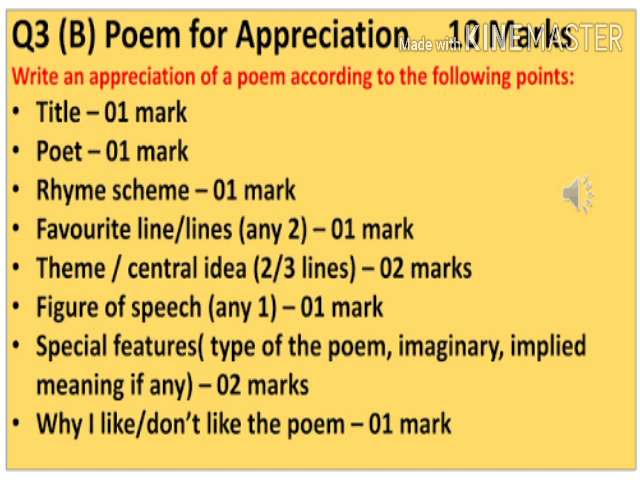 Q3 (B) Poem for Appreciation 10 Marks
Made with KINEMASTER
Write an appreciation of a poem according to the following points:
• Title – 01 mark
• Poet – 01 mark
• Rhyme scheme – 01 mark
• Favourite line/lines (any 2) – 01 mark
• Theme / central idea (2/3 lines) – 02 marks
• Figure of speech (any 1) – 01 mark
• Special features( type of the poem, imaginary, implied
meaning if any) – 02 marks
• Why I like/don’t like the poem – 01 mark